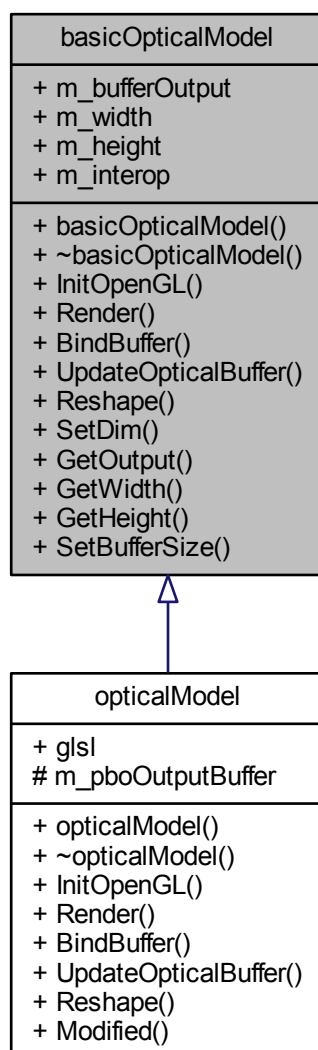 basicOpticalModel
+ m_bufferOutput
+ m_width
+ m_height
+ m_interop
+ basicOpticalModel()
+ ~basicOpticalModel()
+ InitOpenGL()
+ Render()
+ BindBuffer()
+ UpdateOpticalBuffer()
+ Reshape()
+ SetDim()
+ GetOutput()
+ GetWidth()
+ GetHeight()
+ SetBufferSize()
opticalModel
+ glsl
# m_pboOutputBuffer
+ opticalModel()
+ ~opticalModel()
+ InitOpenGL()
+ Render()
+ BindBuffer()
+ UpdateOpticalBuffer()
+ Reshape()
+ Modified()